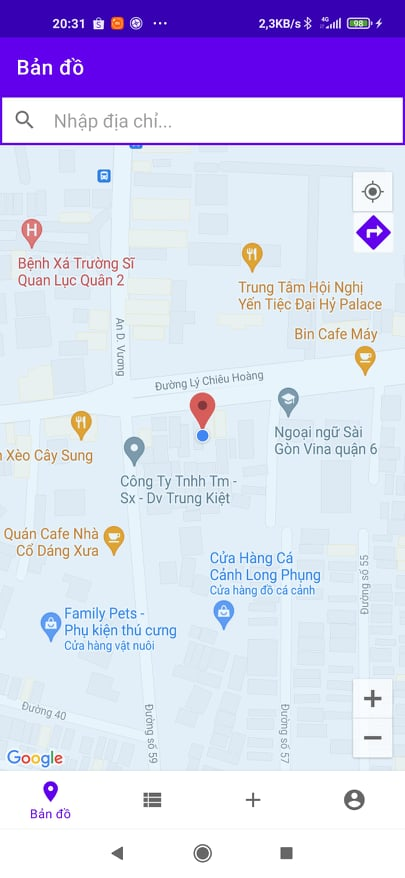 20:31
2,3KB/s
4G
98
Bản đồ
Nhập địa chỉ...
H
Bệnh Xá Trường Sĩ
Quan Lục Quân 2
Trung Tâm Hội Nghị
Yến Tiệc Đại Hỷ Palace
Bin Cafe Máy
An D. Vương
Đường Lý Chiêu Hoàng
Ngoại ngữ Sài
Gòn Vina quận 6
Xèo Cây Sung
Công Ty Tnhh Tm -
Sx - Dv Trung Kiệt
Quán Cafe Nhà
Cổ Dáng Xưa
Cửa Hàng Cá
Cảnh Long Phụng
Cửa hàng đồ cá cảnh
Đường số 55
Family Pets -
Phụ kiện thú cưng
Cửa hàng vật nuôi
Đường 40
Đường số 59
Đường số 57
Google
Bản đồ